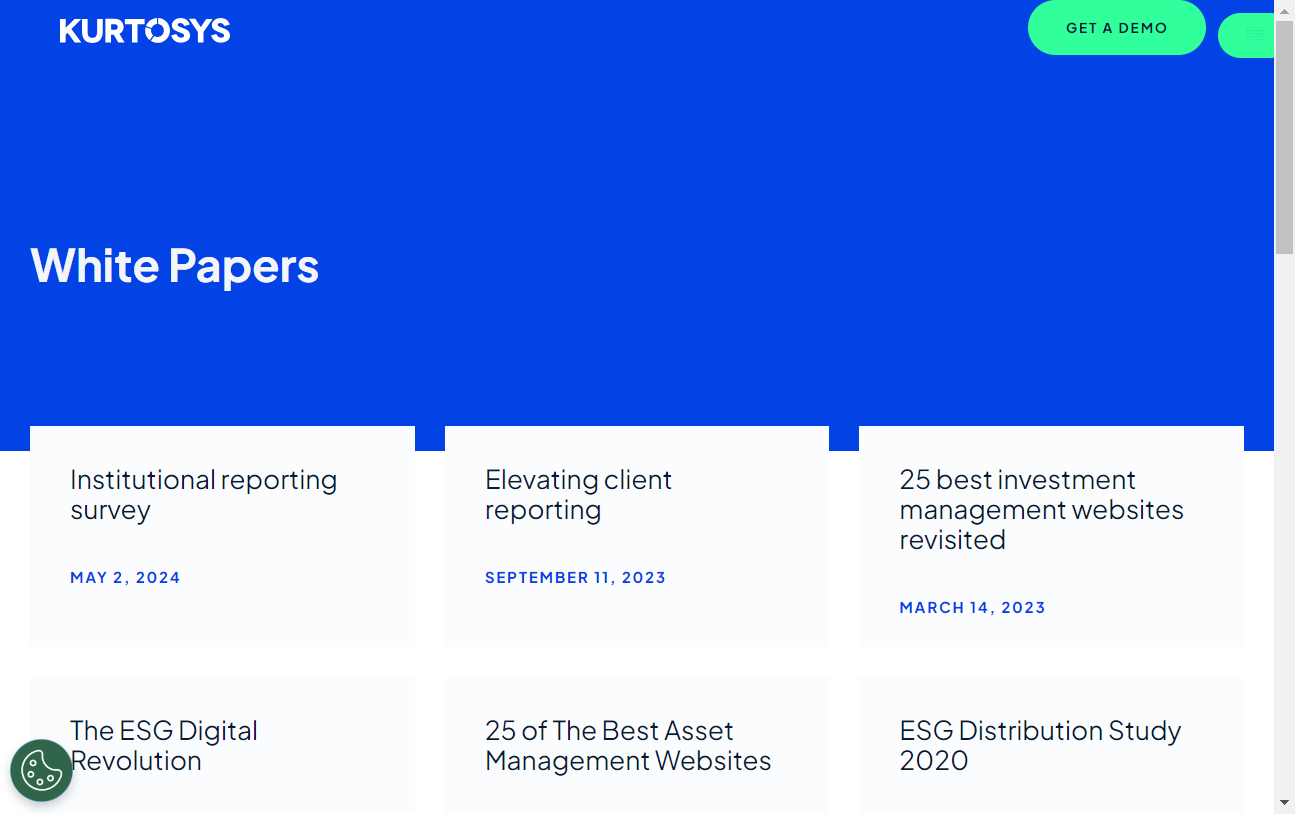 KURTOSYS
GET A DEMO
White Papers
Institutional reporting
survey
MAY 2, 2024
Elevating client
reporting
SEPTEMBER 11, 2023
25 best investment
management websites
revisited
MARCH 14, 2023
The ESG Digital
Revolution
25 of The Best Asset
Management Websites
ESG Distribution Study
2020